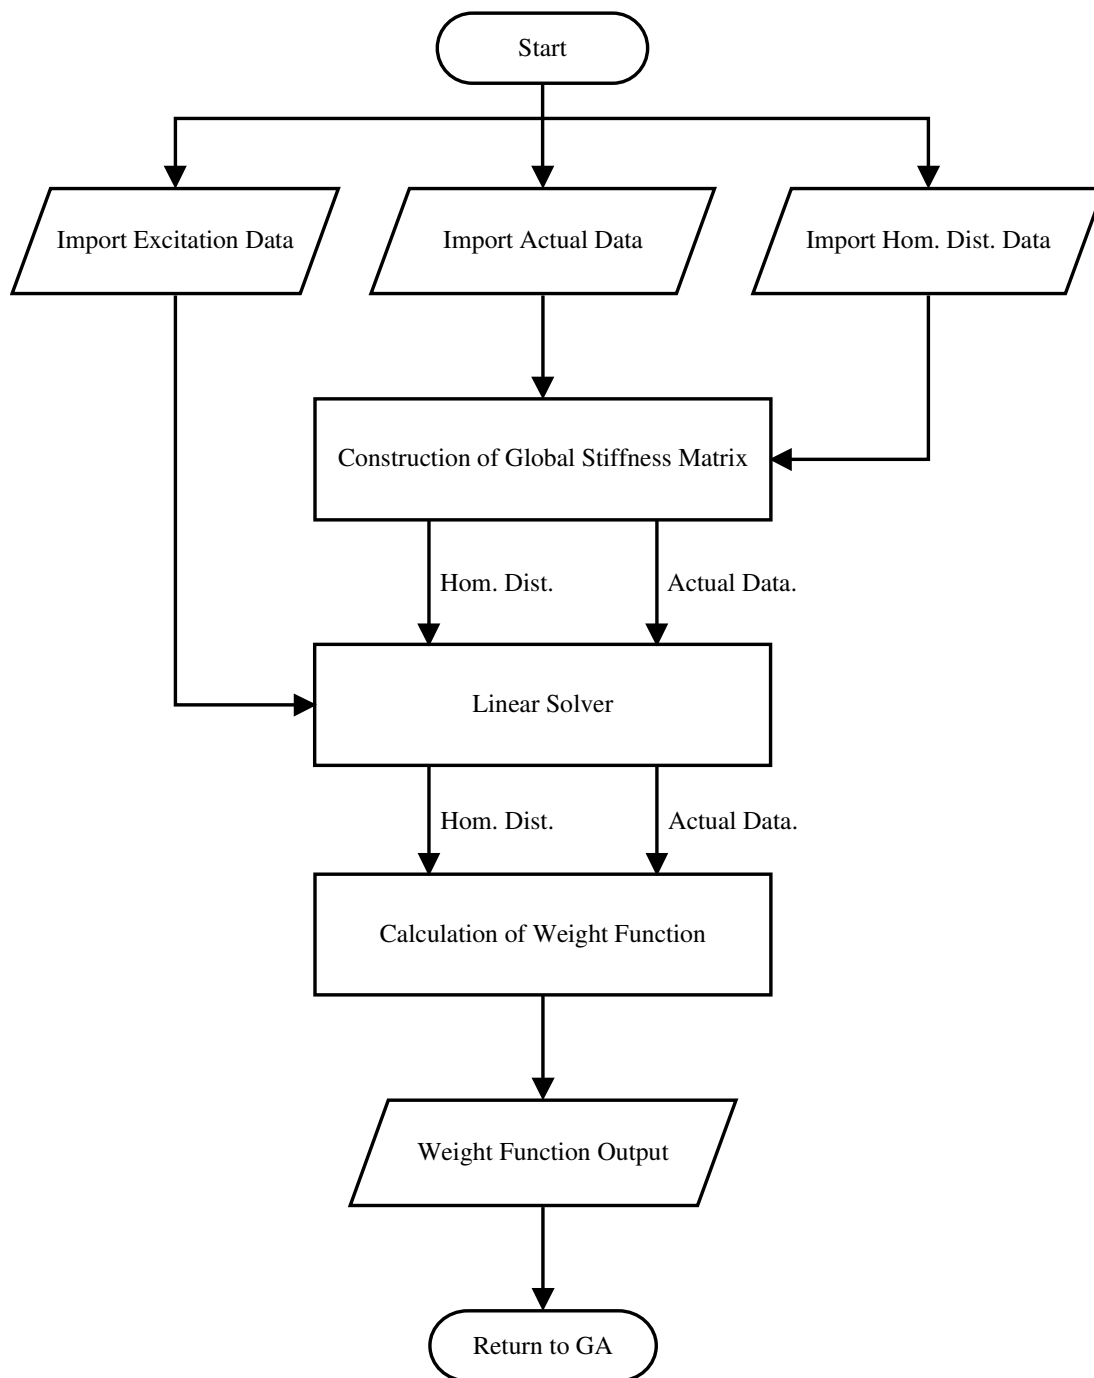 Start
Import Excitation Data
Import Actual Data
Import Hom. Dist. Data
Construction of Global Stiffness Matrix
Hom. Dist.
Actual Data.
Linear Solver
Hom. Dist.
Actual Data.
Calculation of Weight Function
Weight Function Output
Return to GA